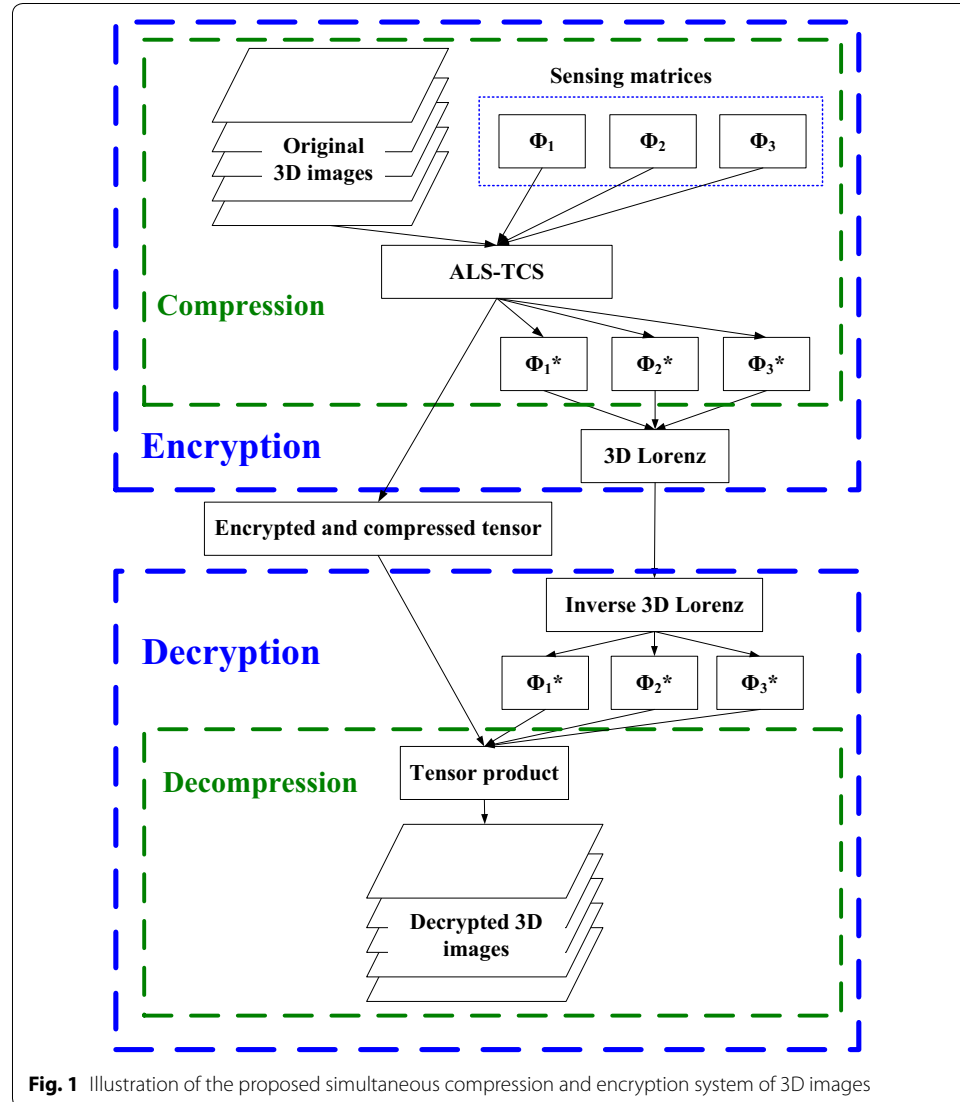 Sensing matrices
Φ1 Φ2 Φ3
Original
3D images
ALS-TCS
Compression
Φ1* Φ2* Φ3*
Encryption
3D Lorenz
Encrypted and compressed tensor
Inverse 3D Lorenz
Decryption
Φ1* Φ2* Φ3*
Tensor product
Decompression
Decrypted 3D
images
Fig. 1 Illustration of the proposed simultaneous compression and encryption system of 3D images